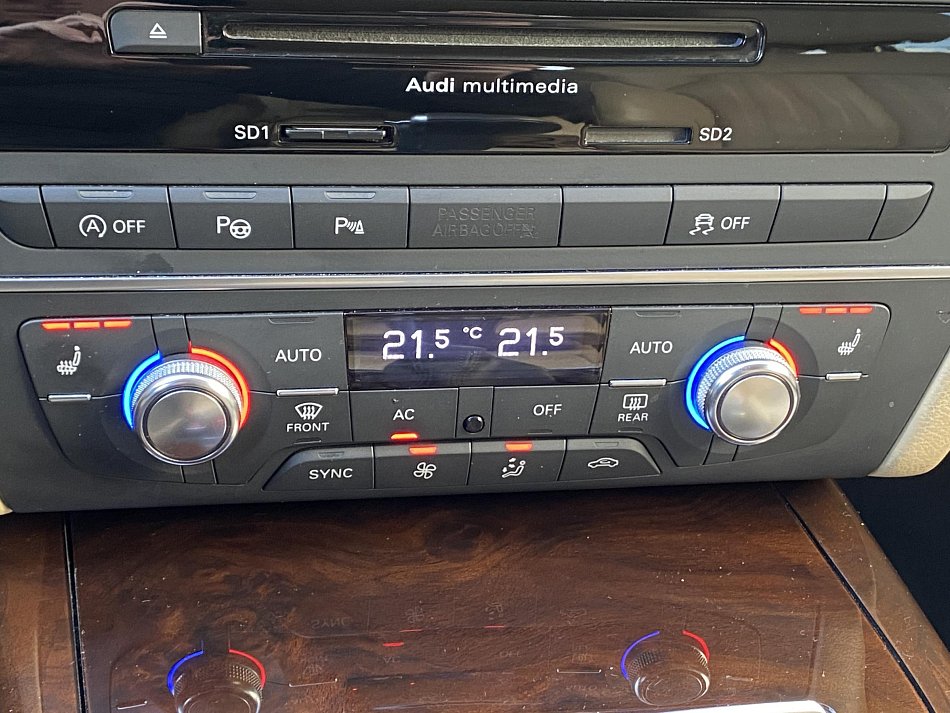 Audi multimedia
SD1 SD2
A OFF P P PASSENGER OFF
AIRBAG OFF
21.5 °C 21.5
AUTO AUTO
FRONT AC OFF REAR
SYNC